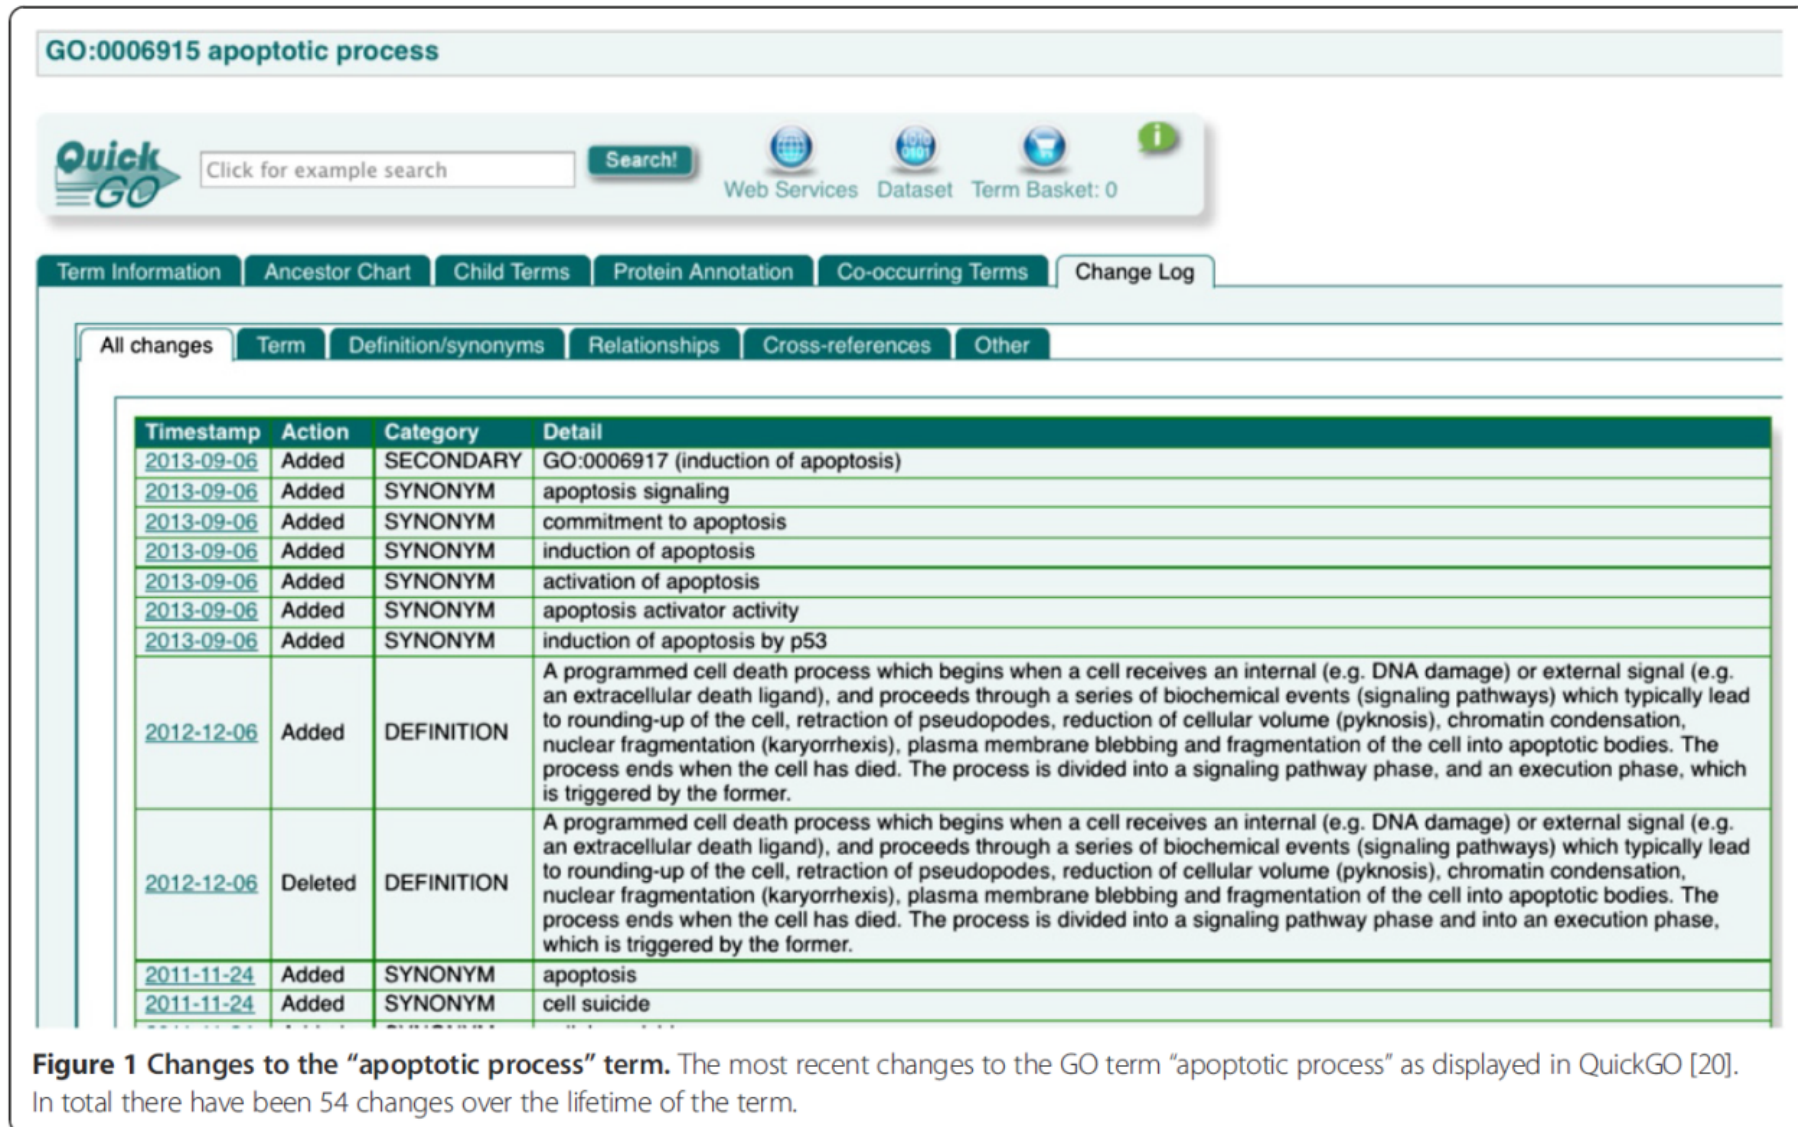 GO:0006915 apoptotic process
Quick GO
Click for example search
Search!
Web Services Dataset Term Basket: 0
Term Information Ancestor Chart Child Terms Protein Annotation Co-occurring Terms Change Log
All changes Term Definition/synonyms Relationships Cross-references Other
Timestamp Action Category Detail
2013-09-06 Added SECONDARY GO:0006917 (induction of apoptosis)
2013-09-06 Added SYNONYM apoptosis signaling
2013-09-06 Added SYNONYM commitment to apoptosis
2013-09-06 Added SYNONYM induction of apoptosis
2013-09-06 Added SYNONYM activation of apoptosis
2013-09-06 Added SYNONYM apoptosis activator activity
2013-09-06 Added SYNONYM induction of apoptosis by p53
2012-12-06 Added DEFINITION
A programmed cell death process which begins when a cell receives an internal (e.g. DNA damage) or external signal (e.g.
an extracellular death ligand), and proceeds through a series of biochemical events (signaling pathways) which typically lead
to rounding-up of the cell, retraction of pseudopodes, reduction of cellular volume (pyknosis), chromatin condensation,
nuclear fragmentation (karyorrhexis), plasma membrane blebbing and fragmentation of the cell into apoptotic bodies. The
process ends when the cell has died. The process is divided into a signaling pathway phase, and an execution phase, which
is triggered by the former.
2012-12-06 Deleted DEFINITION
A programmed cell death process which begins when a cell receives an internal (e.g. DNA damage) or external signal (e.g.
an extracellular death ligand), and proceeds through a series of biochemical events (signaling pathways) which typically lead
to rounding-up of the cell, retraction of pseudopodes, reduction of cellular volume (pyknosis), chromatin condensation,
nuclear fragmentation (karyorrhexis), plasma membrane blebbing and fragmentation of the cell into apoptotic bodies. The
process ends when the cell has died. The process is divided into a signaling pathway phase and into an execution phase,
which is triggered by the former.
2011-11-24 Added SYNONYM apoptosis
2011-11-24 Added SYNONYM cell suicide
Figure 1 Changes to the “apoptotic process” term. The most recent changes to the GO term “apoptotic process” as displayed in QuickGO [20].
In total there have been 54 changes over the lifetime of the term.